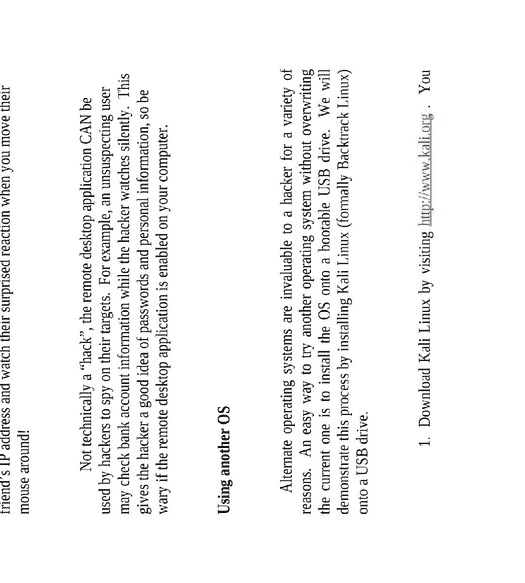 friend's IP address and watch their surprised reaction when you move their
mouse around!
Not technically a “hack”, the remote desktop application CAN be
used by hackers to spy on their targets. For example, an unsuspecting user
may check bank account information while the hacker watches silently. This
gives the hacker a good idea of passwords and personal information, so be
wary if the remote desktop application is enabled on your computer.
Using another OS
Alternate operating systems are invaluable to a hacker for a variety of
reasons. An easy way to try another operating system without overwriting
the current one is to install the OS onto a bootable USB drive. We will
demonstrate this process by installing Kali Linux (formally Backtrack Linux)
onto a USB drive.
1. Download Kali Linux by visiting http://www.kali.org . You